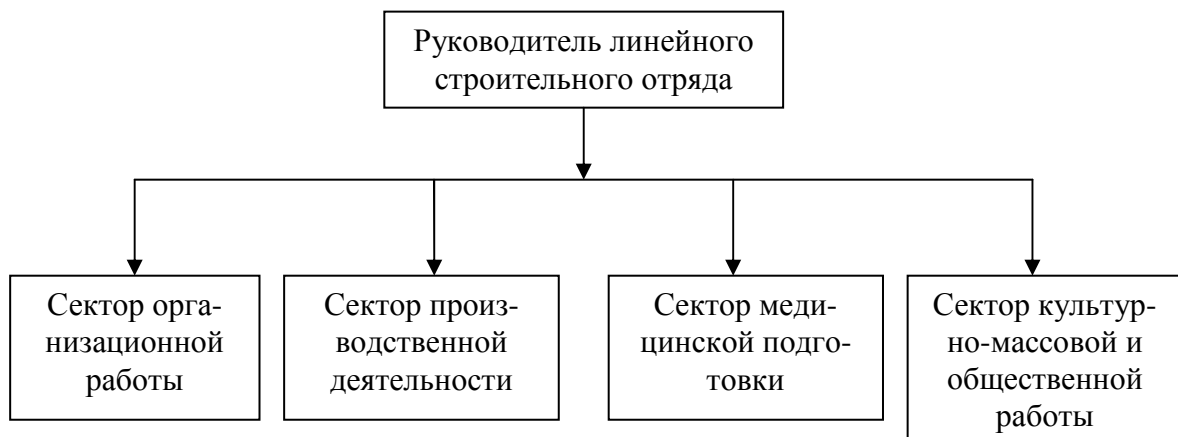 Руководитель линейного
строительного отряда
Сектор орга-
низационной
работы
Сектор произ-
водственной
деятельности
Сектор меди-
цинской подго-
товки
Сектор культур-
но-массовой и
общественной
работы